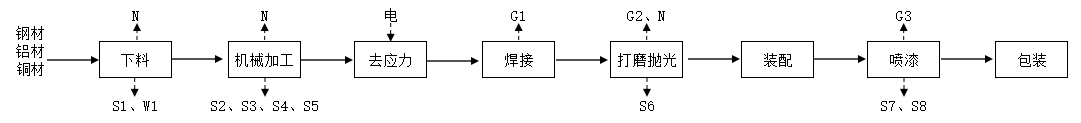 钢材
铝材
铜材
N
N
电
G1
G2、N
G3
下料
机械加工
去应力
焊接
打磨抛光
装配
喷漆
包装
S1、W1
S2、S3、S4、S5
S6
S7、S8